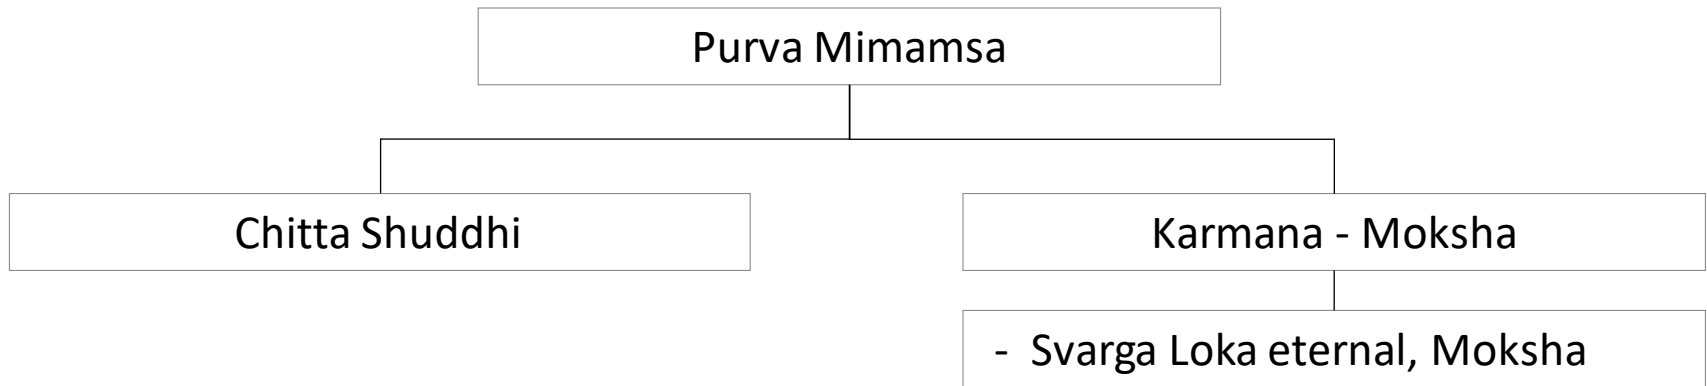 Purva Mimamsa
Chitta Shuddhi
Karmana - Moksha
- Svarga Loka eternal, Moksha